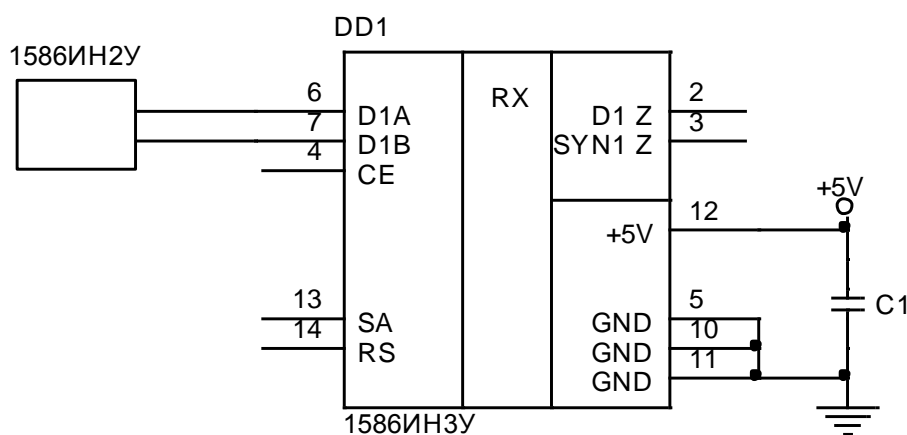 DD1
1586ИН2У
6
7
4
13
14
D1A
D1B
CE
SA
RS
RX
D1 Z
SYN1 Z
+5V
GND
GND
GND
2
3
12
5
10
11
+5V
C1
1586ИН3У